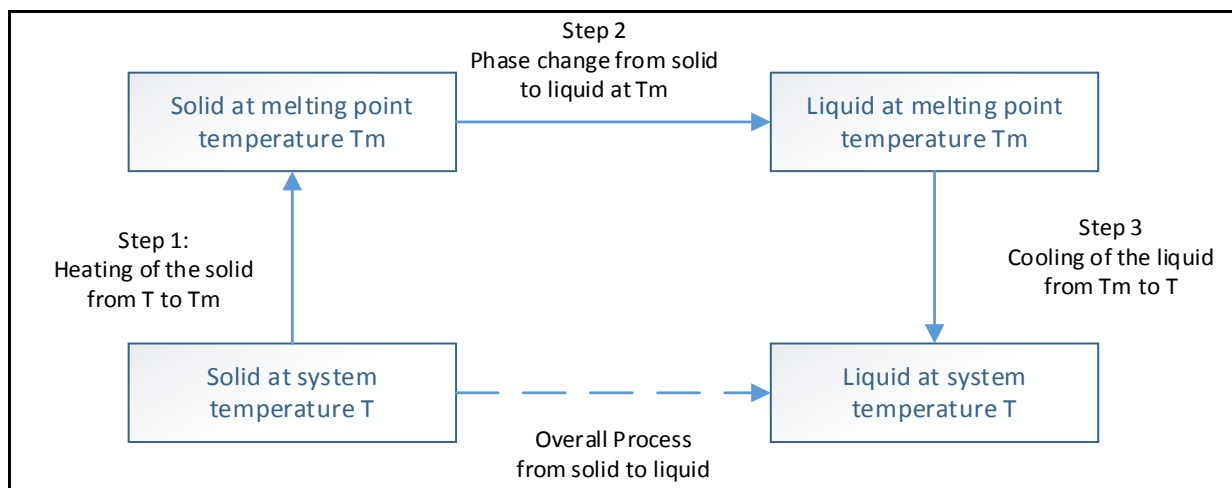 Step 2
Phase change from solid
to liquid at Tm
Solid at melting point
temperature Tm
Liquid at melting point
temperature Tm
Step 1:
Heating of the solid
from T to Tm
Step 3
Cooling of the liquid
from Tm to T
Solid at system
temperature T
Liquid at system
temperature T
Overall Process
from solid to liquid